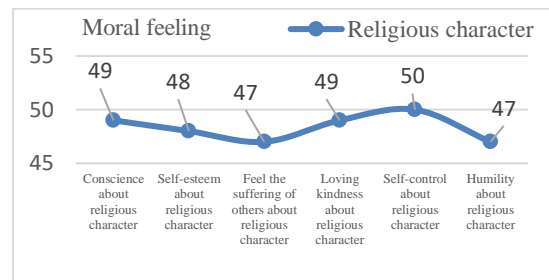 Moral feeling
Religious character
55
50
45
49
48
47
49
50
47
Conscience
about
religious
character
Self-esteem
about
religious
character
Feel the
suffering of
others about
religious
character
Loving
kindness
about
religious
character
Self-control
about
religious
character
Humility
about
religious
character